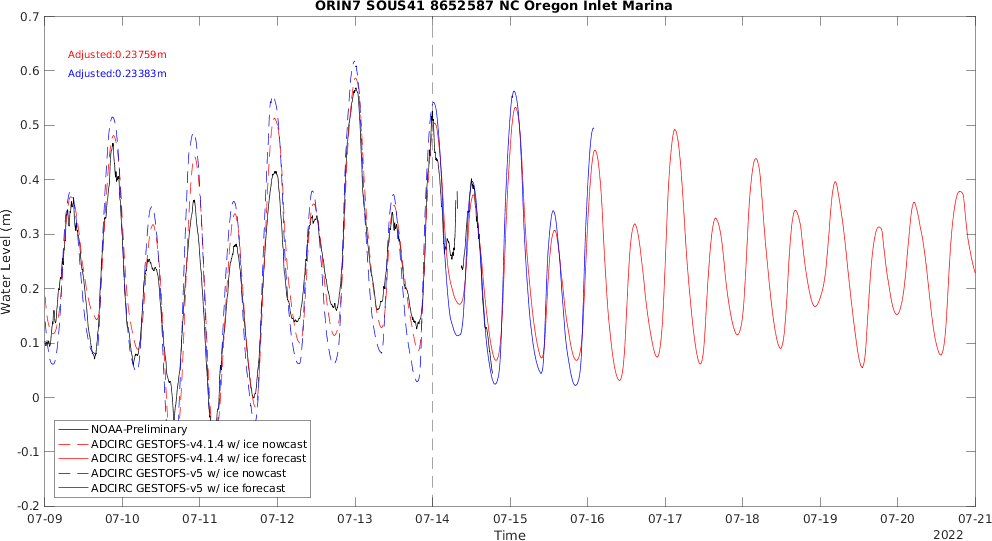 ORIN7 SOUS41 8652587 NC Oregon Inlet Marina
Adjusted:0.23759m
Adjusted:0.23383m
Water Level (m)
0.7
0.6
0.5
0.4
0.3
0.2
0.1
0
-0.1
-0.2
NOAA-Preliminary
ADCIRC GESTOFS-v4.1.4 w/ ice nowcast
ADCIRC GESTOFS-v4.1.4 w/ ice forecast
ADCIRC GESTOFS-v5 w/ ice nowcast
ADCIRC GESTOFS-v5 w/ ice forecast
07-09 07-10 07-11 07-12 07-13 07-14 07-15 07-16 07-17 07-18 07-19 07-20 07-21
Time
2022